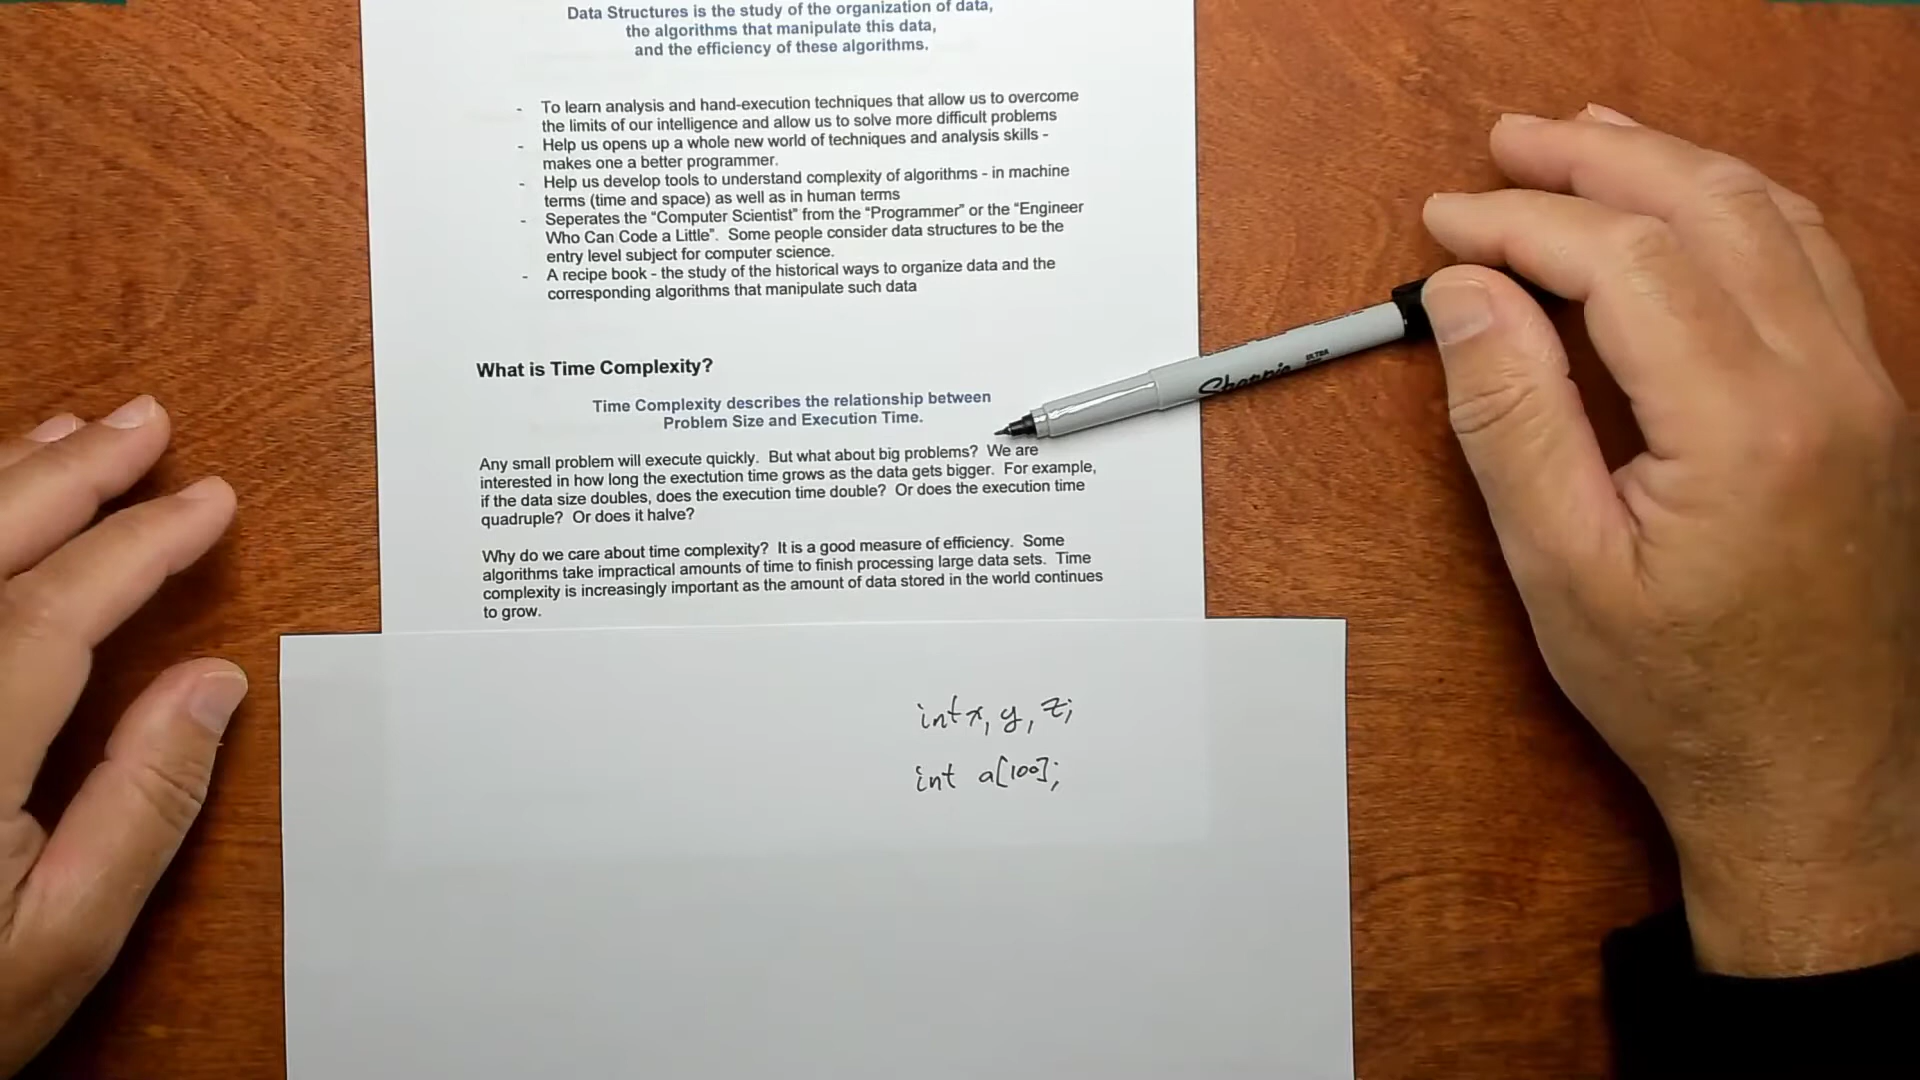 Data Structures is the study of the organization of data,
the algorithms that manipulate this data,
and the efficiency of these algorithms.
- To learn analysis and hand-execution techniques that allow us to overcome
the limits of our intelligence and allow us to solve more difficult problems
- Help us opens up a whole new world of techniques and analysis skills -
makes one a better programmer.
- Help us develop tools to understand complexity of algorithms - in machine
terms (time and space) as well as in human terms
- Seperates the “Computer Scientist” from the “Programmer” or the “Engineer
Who Can Code a Little”. Some people consider data structures to be the
entry level subject for computer science.
- A recipe book - the study of the historical ways to organize data and the
corresponding algorithms that manipulate such data
What is Time Complexity?
Time Complexity describes the relationship between
Problem Size and Execution Time.
Any small problem will execute quickly. But what about big problems? We are
interested in how long the exectution time grows as the data gets bigger. For example,
if the data size doubles, does the execution time double? Or does the execution time
quadruple? Or does it halve?
Why do we care about time complexity? It is a good measure of efficiency. Some
algorithms take impractical amounts of time to finish processing large data sets. Time
complexity is increasingly important as the amount of data stored in the world continues
to grow.
int x, y, z;
int a[100];
Sharpie
ULTRA